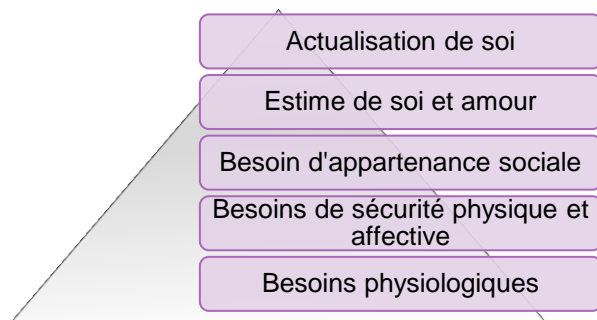 Actualisation de soi
Estime de soi et amour
Besoin d'appartenance sociale
Besoins de sécurité physique et
affective
Besoins physiologiques